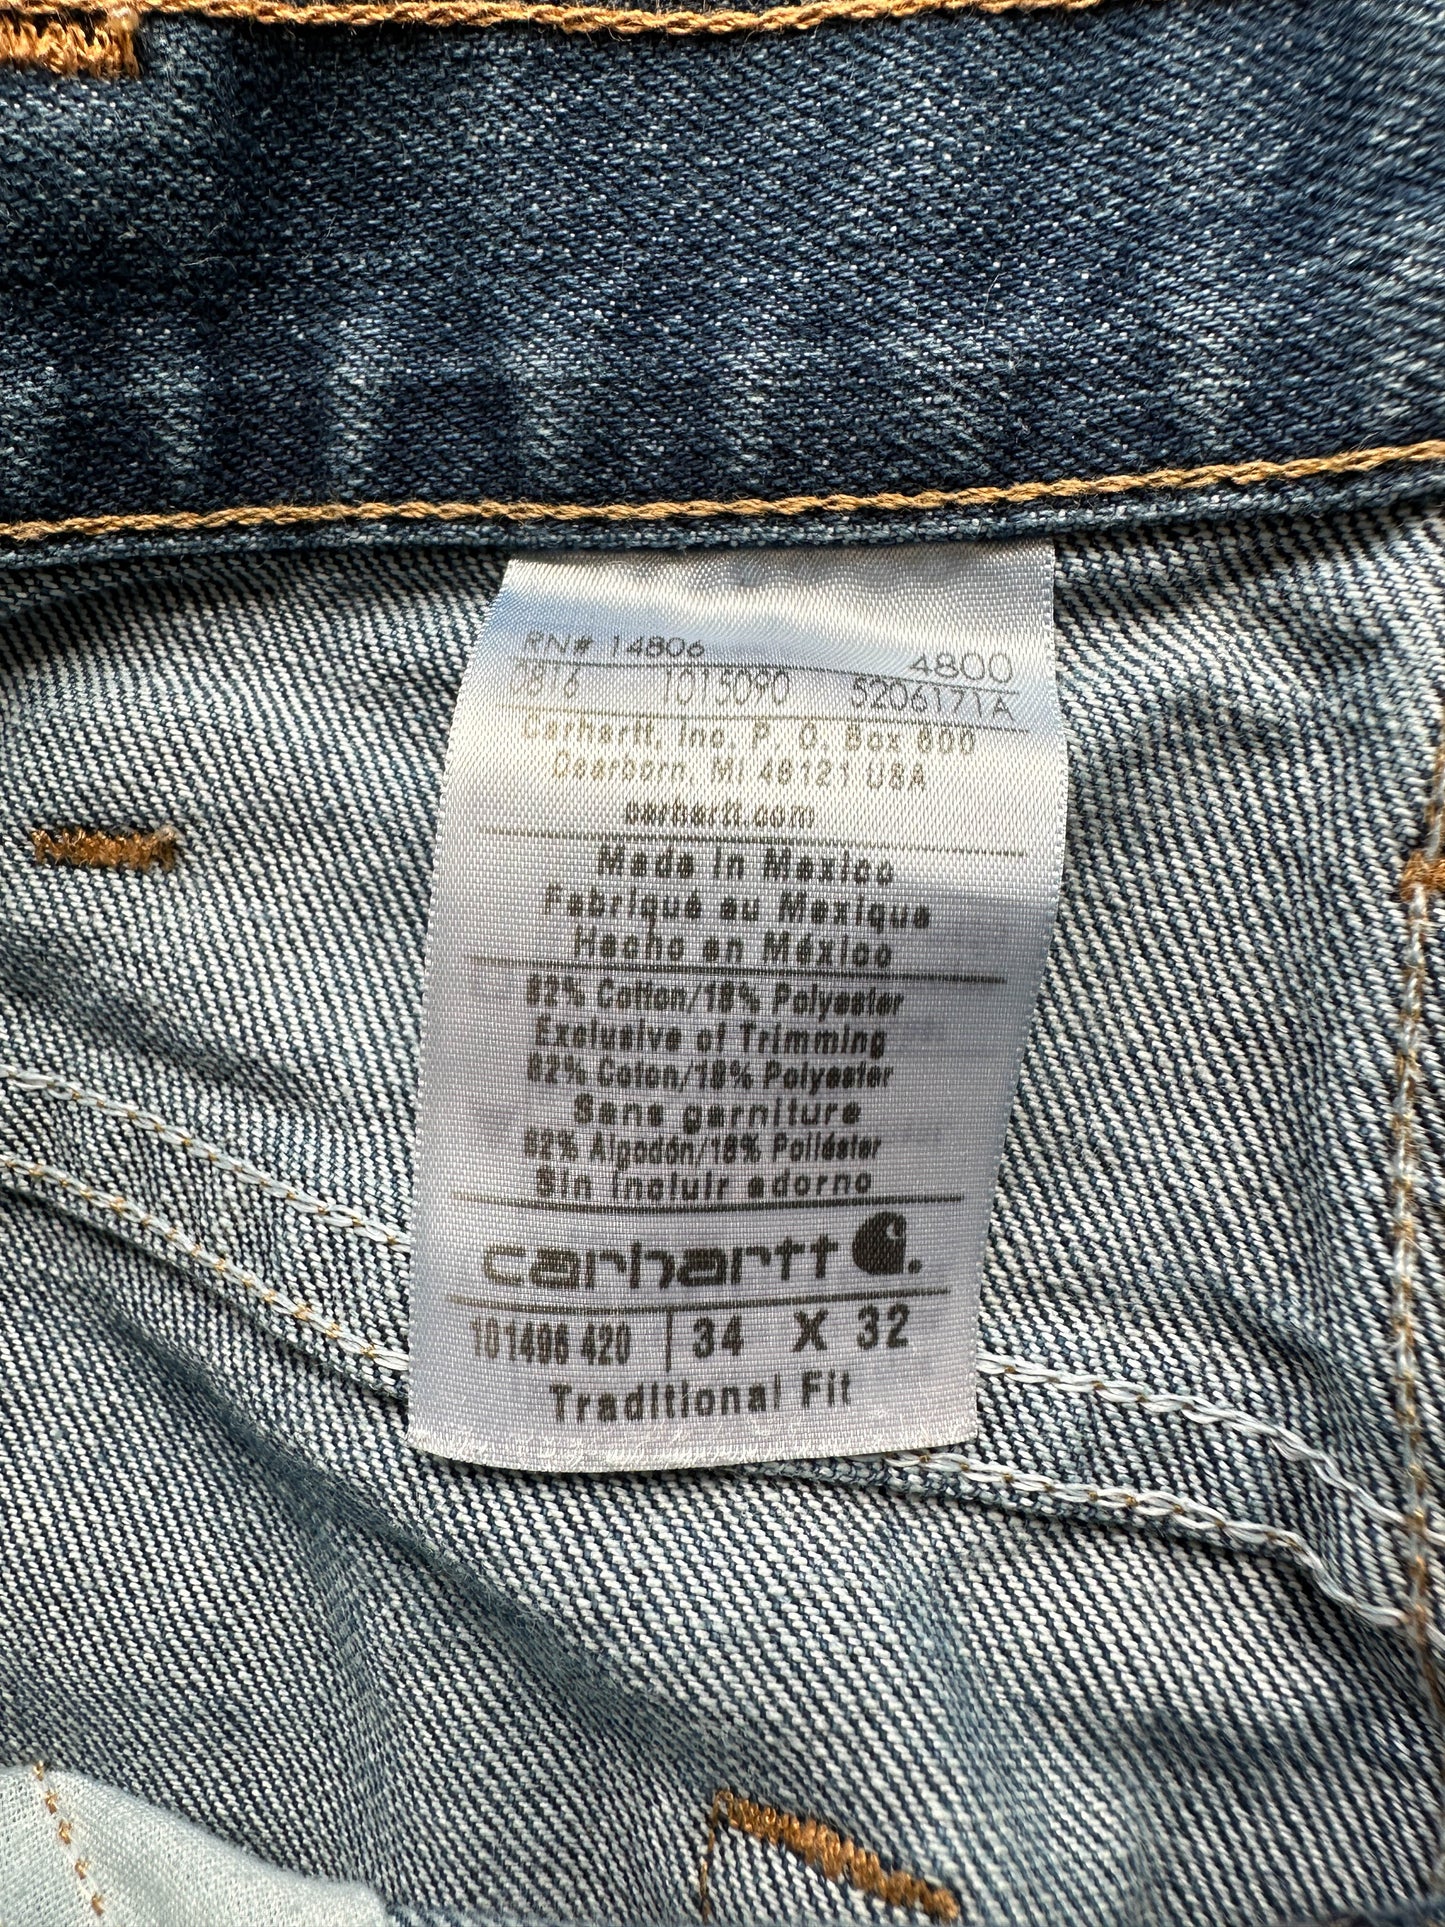 RN# 14806 4800
0816 1015090 5206171A
Carhartt, Inc. P. O. Box 600
Dearborn, MI 48121 USA
carhartt.com
Made in Mexico
Fabriqué au Mexique
Hecho en México
82% Cotton/18% Polyester
Exclusive of Trimming
82% Coton/18% Polyester
Sans garniture
82% Algodón/18% Poliéster
Sin incluir adorno
carhartt
101496 420 34 X 32
Traditional Fit